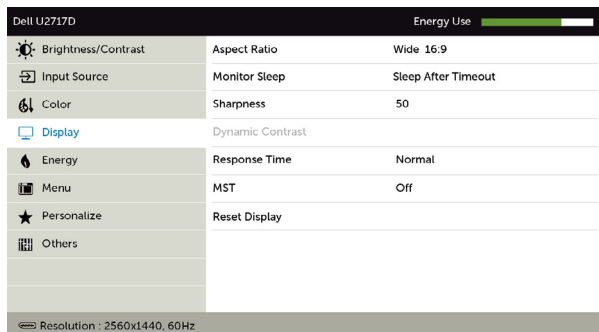 Dell U2717D Energy Use
Brightness/Contrast
Input Source
Color
Display
Energy
Menu
Personalize
Others
Aspect Ratio Wide 16:9
Monitor Sleep Sleep After Timeout
Sharpness 50
Dynamic Contrast
Response Time Normal
MST Off
Reset Display
Resolution : 2560x1440, 60Hz